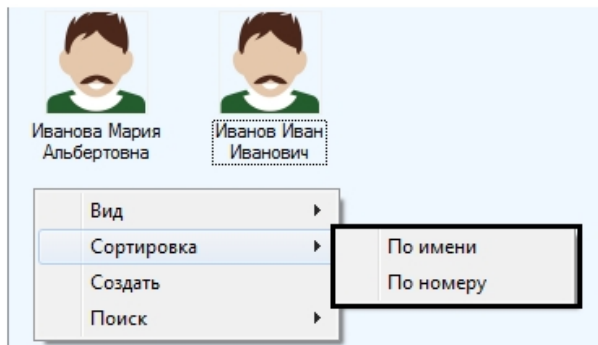 Иванова Мария
Альбертовна
Иванов Иван
Иванович
Вид
Сортировка
Создать
Поиск
По имени
По номеру